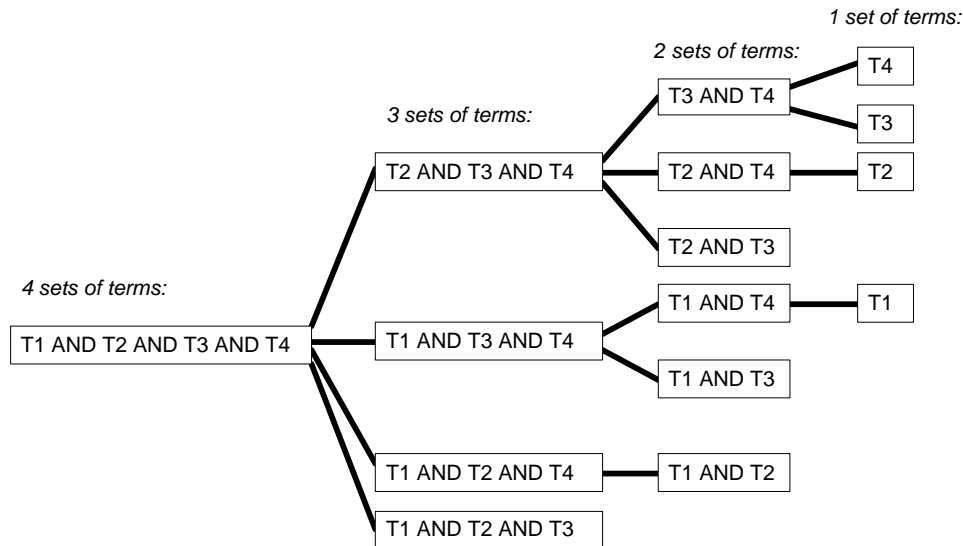 1 set of terms:
2 sets of terms:
T4
T3 AND T4
3 sets of terms:
T3
T2 AND T3 AND T4
T2 AND T4
T2
T2 AND T3
4 sets of terms:
T1 AND T4
T1
T1 AND T2 AND T3 AND T4
T1 AND T3 AND T4
T1 AND T3
T1 AND T2 AND T4
T1 AND T2
T1 AND T2 AND T3